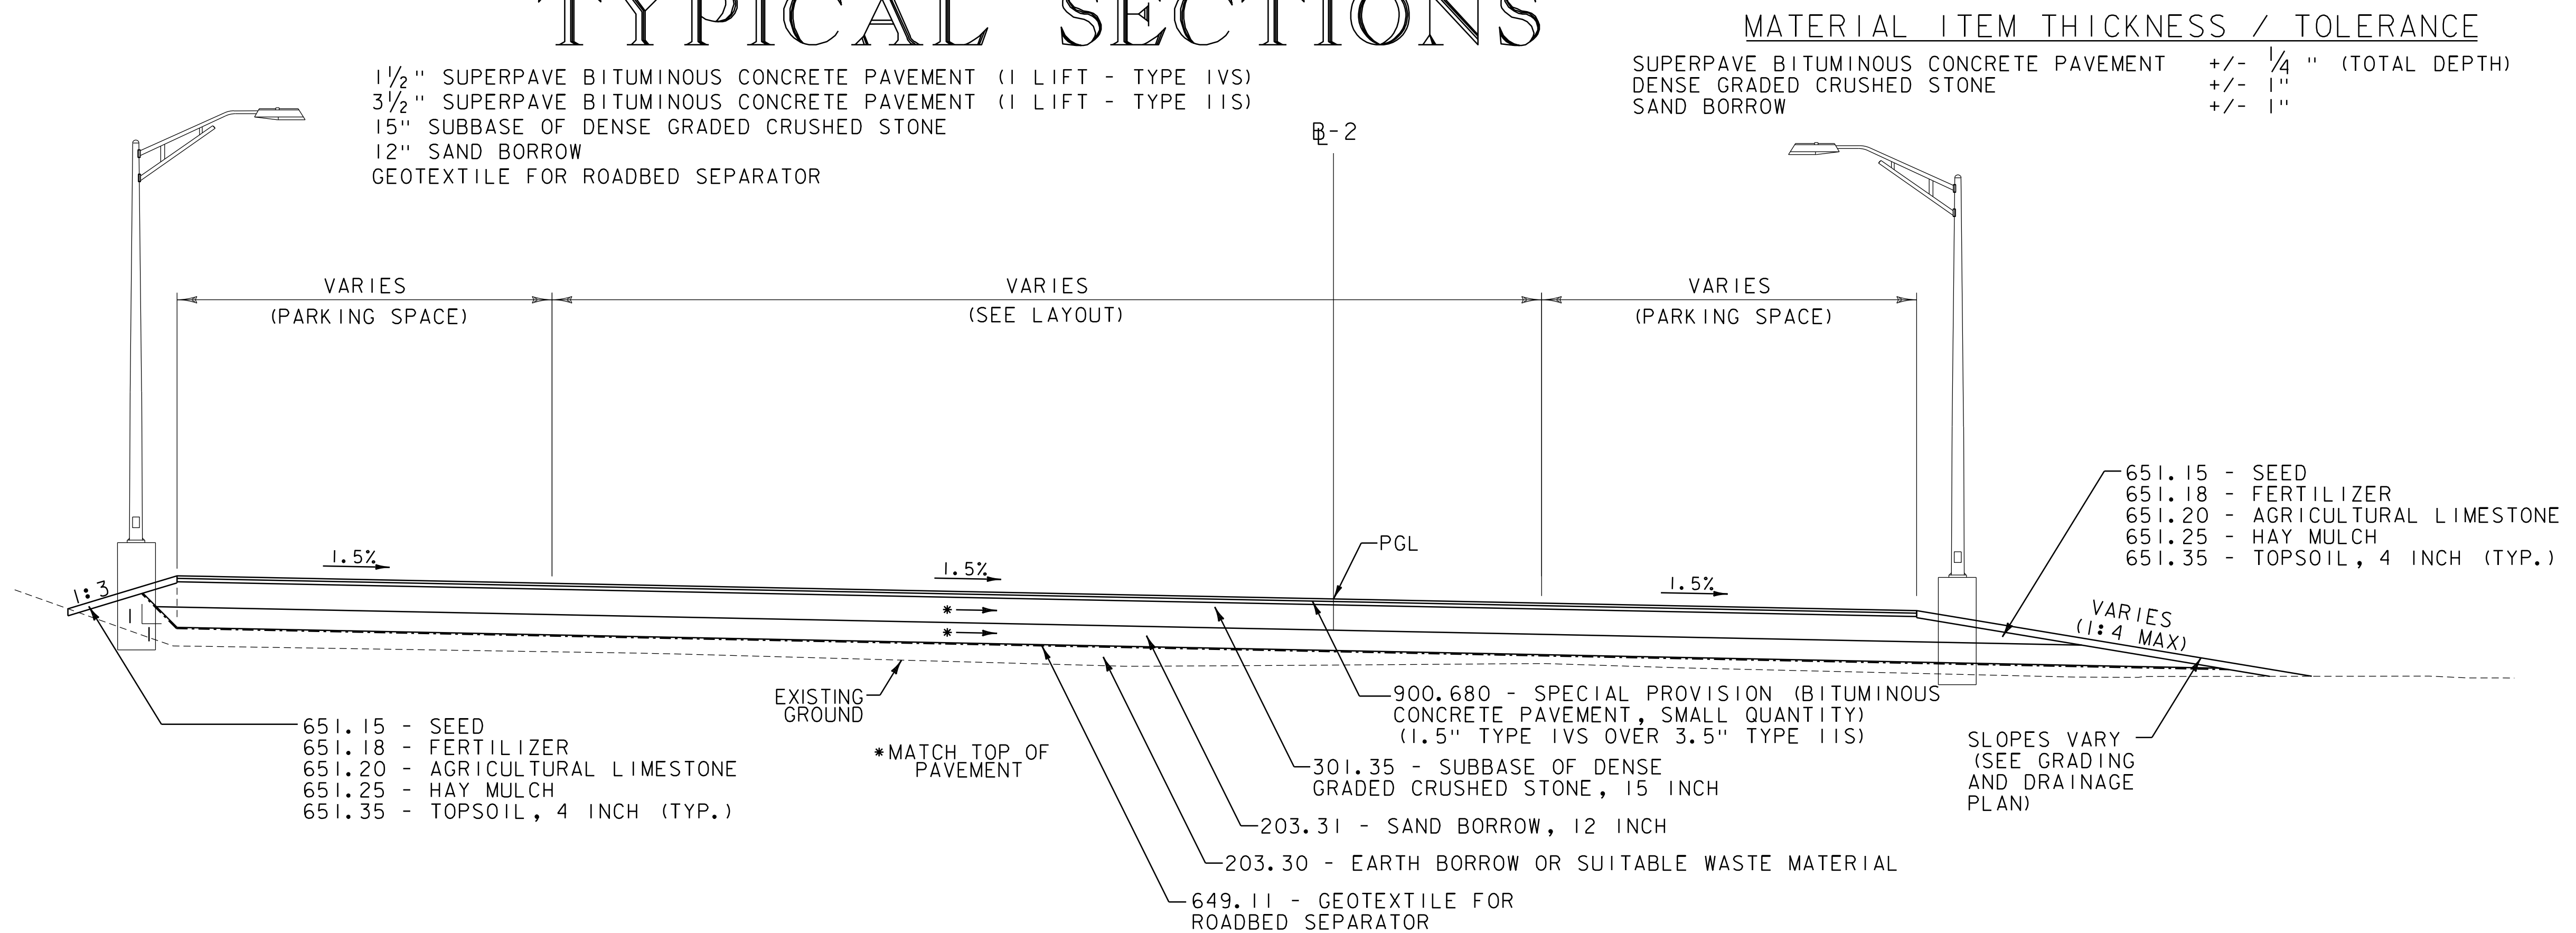 TYPICAL SECTIONS
1½" SUPERPAVE BITUMINOUS CONCRETE PAVEMENT (1 LIFT - TYPE IVS)
3½" SUPERPAVE BITUMINOUS CONCRETE PAVEMENT (1 LIFT - TYPE IIS)
15" SUBBASE OF DENSE GRADED CRUSHED STONE
12" SAND BORROW
GEOTEXTILE FOR ROADBED SEPARATOR
MATERIAL ITEM THICKNESS / TOLERANCE
SUPERPAVE BITUMINOUS CONCRETE PAVEMENT +/- ¼ " (TOTAL DEPTH)
DENSE GRADED CRUSHED STONE +/- 1"
SAND BORROW +/- 1"
BL-2
VARIES
(PARKING SPACE)
VARIES
(SEE LAYOUT)
VARIES
(PARKING SPACE)
651.15 - SEED
651.18 - FERTILIZER
651.20 - AGRICULTURAL LIMESTONE
651.25 - HAY MULCH
651.35 - TOPSOIL, 4 INCH (TYP.)
PGL
1.5%
1.5%
1.5%
1:3
1
1
*
*
VARIES
(1:4 MAX)
EXISTING
GROUND
*MATCH TOP OF
PAVEMENT
651.15 - SEED
651.18 - FERTILIZER
651.20 - AGRICULTURAL LIMESTONE
651.25 - HAY MULCH
651.35 - TOPSOIL, 4 INCH (TYP.)
900.680 - SPECIAL PROVISION (BITUMINOUS
CONCRETE PAVEMENT, SMALL QUANTITY)
(1.5" TYPE IVS OVER 3.5" TYPE IIS)
301.35 - SUBBASE OF DENSE
GRADED CRUSHED STONE, 15 INCH
203.31 - SAND BORROW, 12 INCH
203.30 - EARTH BORROW OR SUITABLE WASTE MATERIAL
649.11 - GEOTEXTILE FOR
ROADBED SEPARATOR
SLOPES VARY
(SEE GRADING
AND DRAINAGE
PLAN)